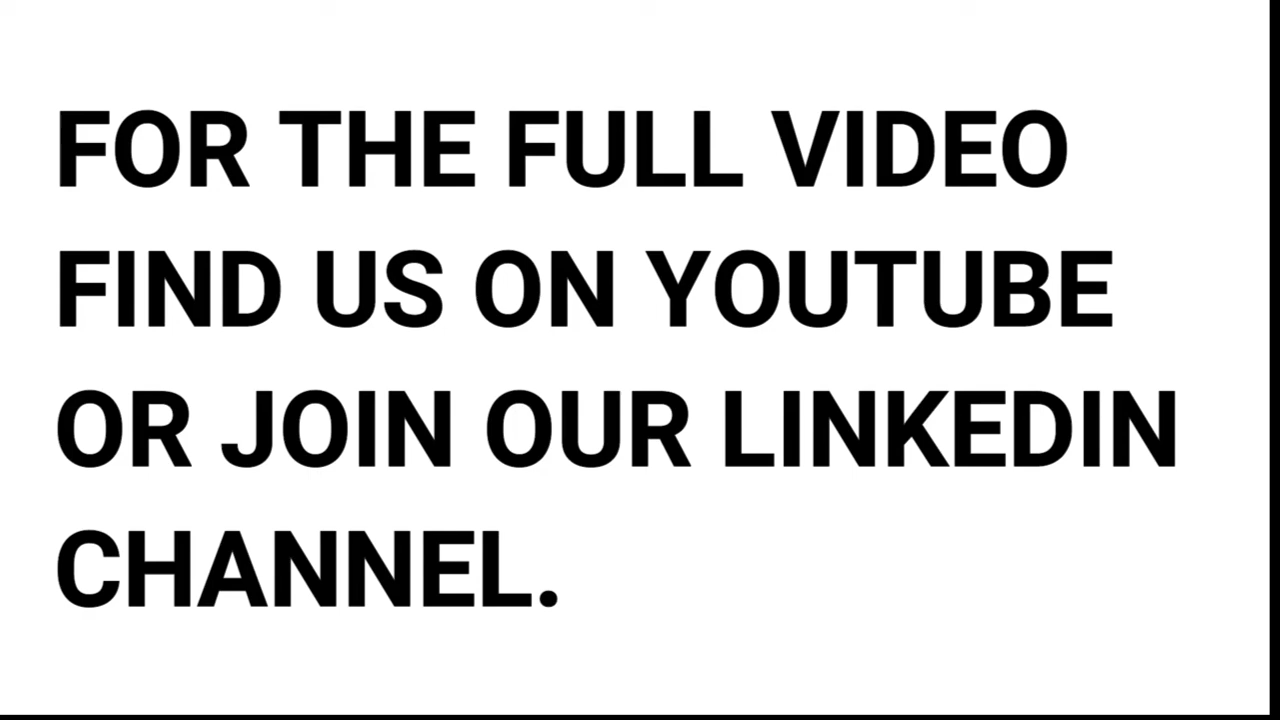 FOR THE FULL VIDEO
FIND US ON YOUTUBE
OR JOIN OUR LINKEDIN
CHANNEL.